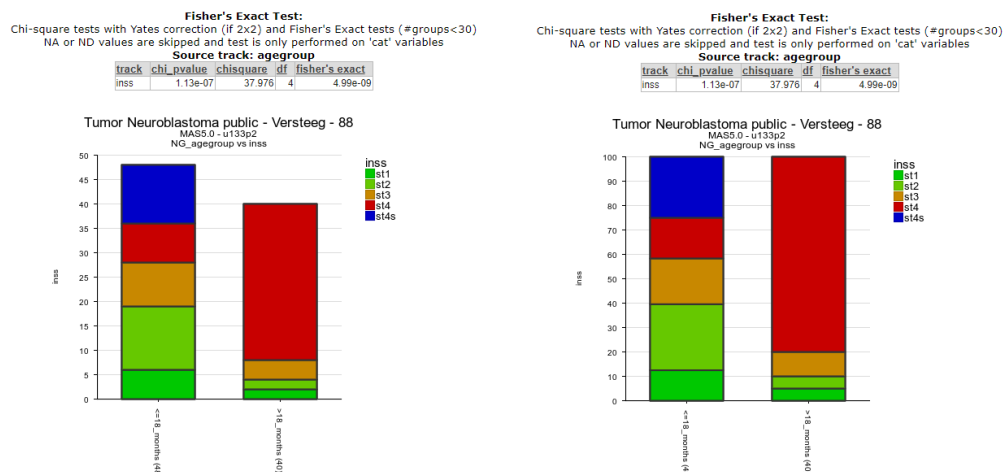 Fisher's Exact Test:
Chi-square tests with Yates correction (if 2x2) and Fisher's Exact tests (#groups<30)
NA or ND values are skipped and test is only performed on 'cat' variables
Source track: agegroup
track chi_pvalue chisquare df fisher's exact
inss 1.13e-07 37.976 4 4.99e-09
Tumor Neuroblastoma public - Versteeg - 88
MAS5.0 - u133p2
NG_agegroup vs inss
50
45
40
35
30
25
20
15
10
5
0
inss
inss
st1
st2
st3
st4
st4s
<=18_months (48
>18_months (40)
Fisher's Exact Test:
Chi-square tests with Yates correction (if 2x2) and Fisher's Exact tests (#groups<30)
NA or ND values are skipped and test is only performed on 'cat' variables
Source track: agegroup
track chi_pvalue chisquare df fisher's exact
inss 1.13e-07 37.976 4 4.99e-09
Tumor Neuroblastoma public - Versteeg - 88
MAS5.0 - u133p2
NG_agegroup vs inss
100
90
80
70
60
50
40
30
20
10
0
inss
inss
st1
st2
st3
st4
st4s
<=18_months (4
>18_months (40